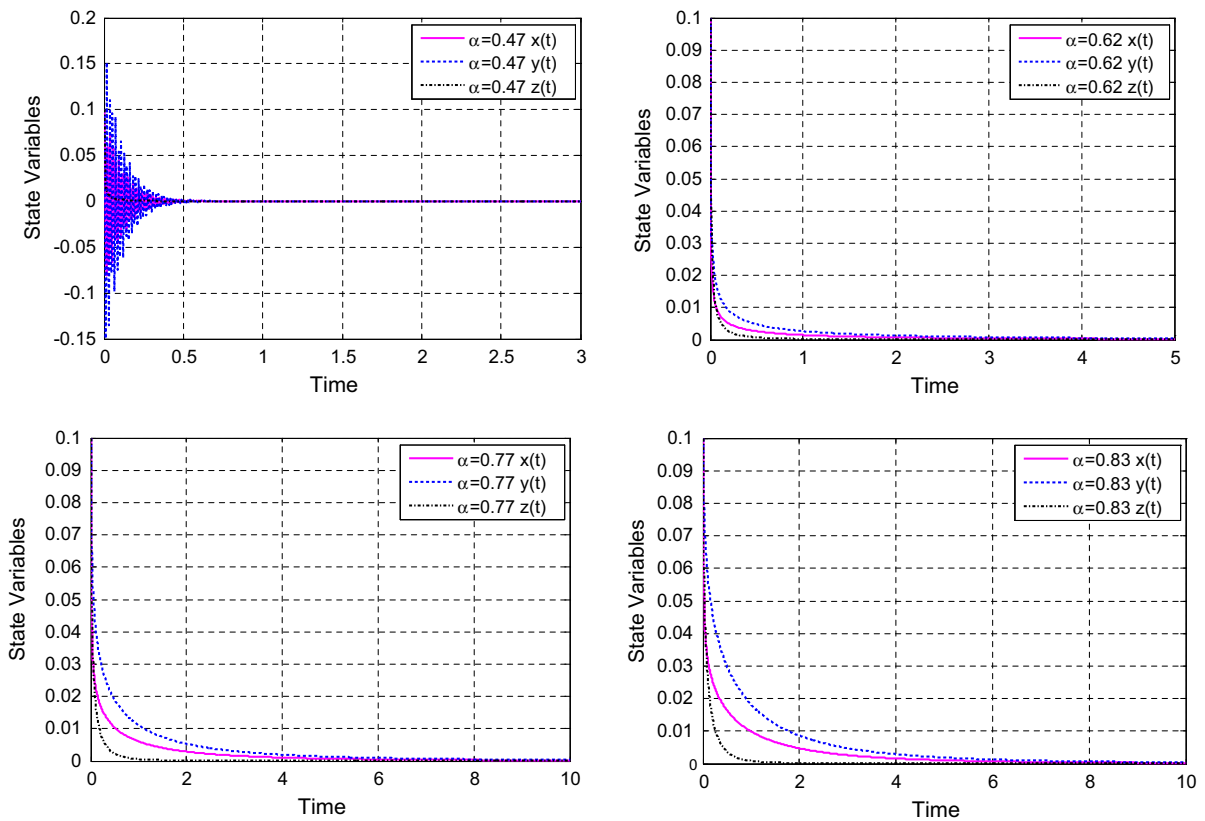 0.2
0.15
0.1
0.05
0
-0.05
-0.1
-0.15
State Variables
α=0.47 x(t)
α=0.47 y(t)
α=0.47 z(t)
0 0.5 1 1.5 2 2.5 3
Time
0.1
0.09
0.08
0.07
0.06
0.05
0.04
0.03
0.02
0.01
0
State Variables
α=0.62 x(t)
α=0.62 y(t)
α=0.62 z(t)
0 1 2 3 4 5
Time
0.1
0.09
0.08
0.07
0.06
0.05
0.04
0.03
0.02
0.01
0
State Variables
α=0.77 x(t)
α=0.77 y(t)
α=0.77 z(t)
0 2 4 6 8 10
Time
0.1
0.09
0.08
0.07
0.06
0.05
0.04
0.03
0.02
0.01
0
State Variables
α=0.83 x(t)
α=0.83 y(t)
α=0.83 z(t)
0 2 4 6 8 10
Time